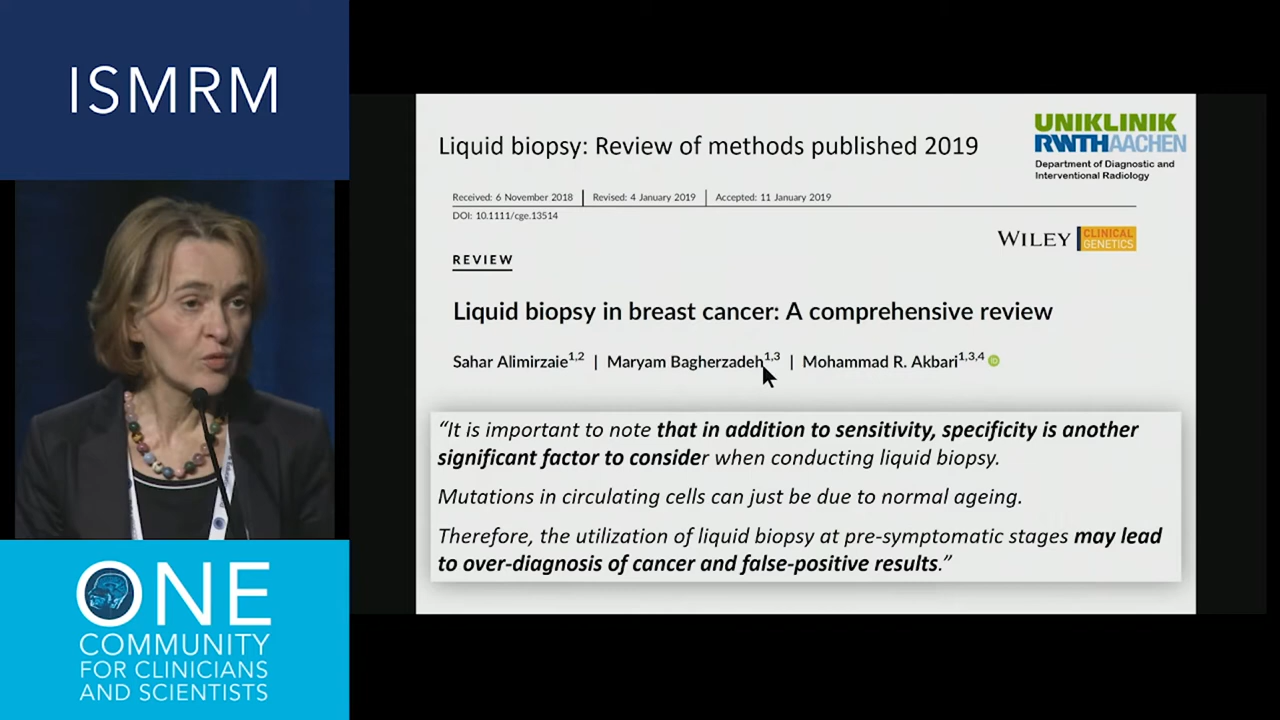 ISMRM
Liquid biopsy: Review of methods published 2019
UNIKLINIK
RWTHAACHEN
Department of Diagnostic and
Interventional Radiology
Received: 6 November 2018 | Revised: 4 January 2019 | Accepted: 11 January 2019
DOI: 10.1111/cge.13514
WILEY CLINICAL
GENETICS
REVIEW
Liquid biopsy in breast cancer: A comprehensive review
Sahar Alimirzaie1,2 | Maryam Bagherzadeh1,3 | Mohammad R. Akbari1,3,4 iD
“It is important to note that in addition to sensitivity, specificity is another
significant factor to consider when conducting liquid biopsy.
Mutations in circulating cells can just be due to normal ageing.
Therefore, the utilization of liquid biopsy at pre-symptomatic stages may lead
to over-diagnosis of cancer and false-positive results.”
ONE
COMMUNITY
FOR CLINICIANS
AND SCIENTISTS